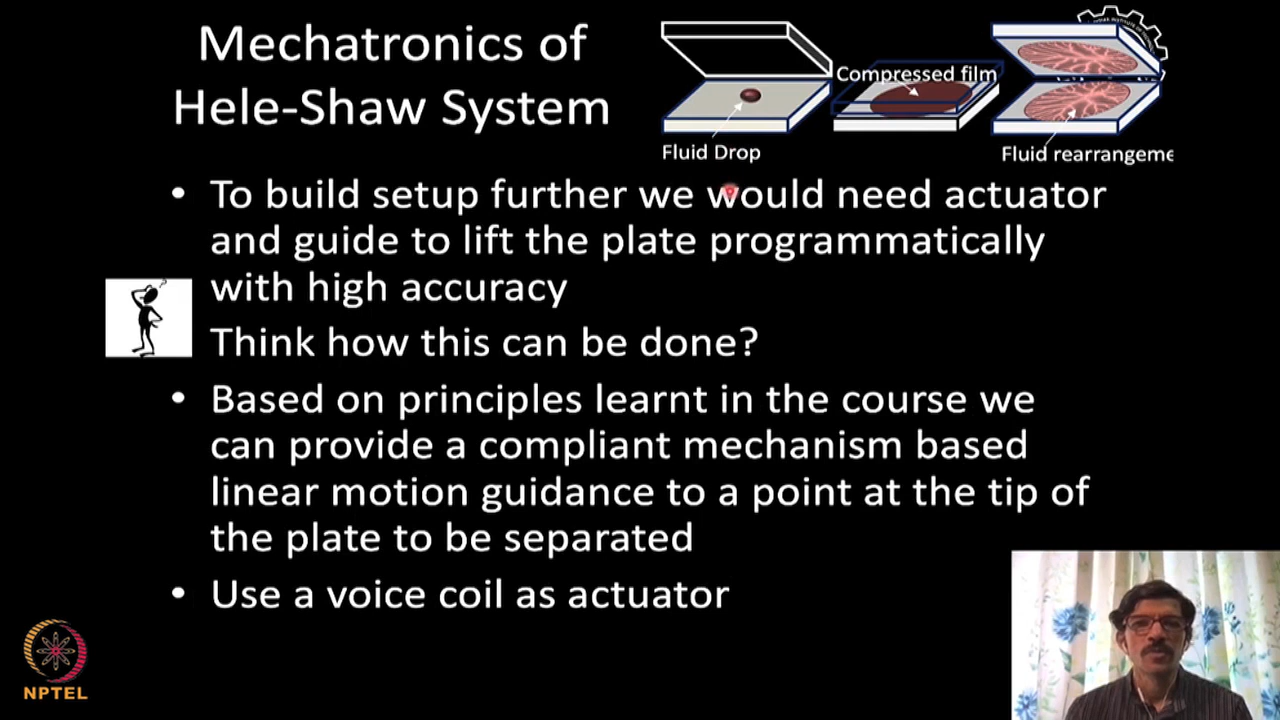 Mechatronics of
Hele-Shaw System
Compressed film
Fluid Drop
Fluid rearrangeme
• To build setup further we would need actuator
and guide to lift the plate programmatically
with high accuracy
Think how this can be done?
• Based on principles learnt in the course we
can provide a compliant mechanism based
linear motion guidance to a point at the tip of
the plate to be separated
• Use a voice coil as actuator
NPTEL